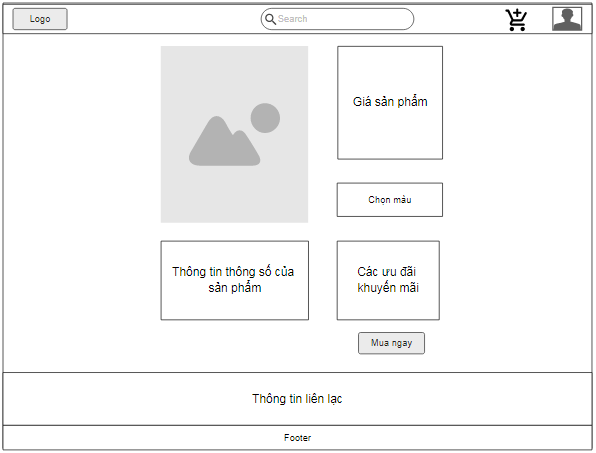 Logo
Search
Giá sản phẩm
Chọn màu
Thông tin thông số của
sản phẩm
Các ưu đãi
khuyến mãi
Mua ngay
Thông tin liên lạc
Footer